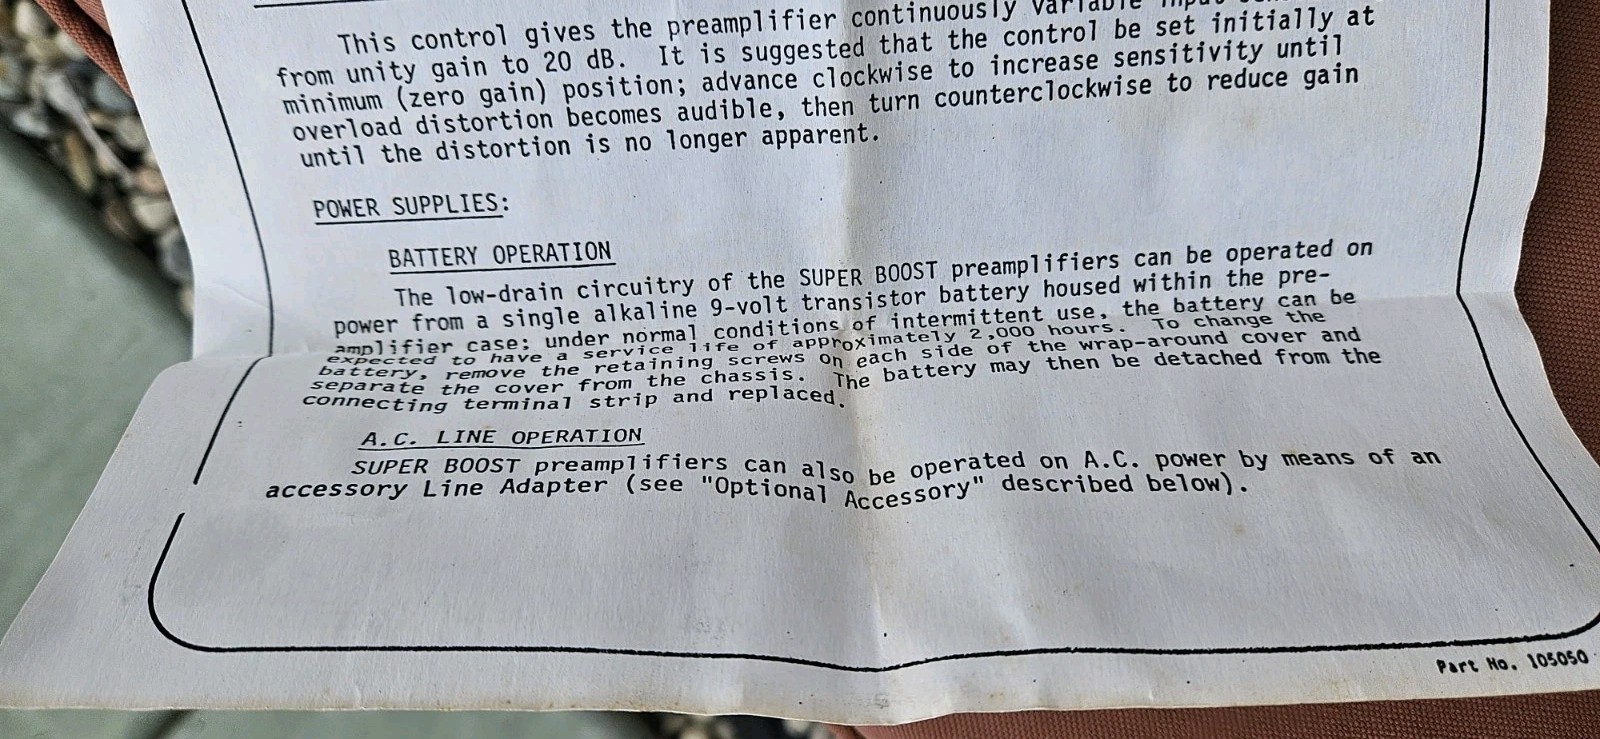 This control gives the preamplifier continuously variable input
from unity gain to 20 dB. It is suggested that the control be set initially at
minimum (zero gain) position; advance clockwise to increase sensitivity until
overload distortion becomes audible, then turn counterclockwise to reduce gain
until the distortion is no longer apparent.
POWER SUPPLIES:
BATTERY OPERATION
The low-drain circuitry of the SUPER BOOST preamplifiers can be operated on
power from a single alkaline 9-volt transistor battery housed within the pre-
amplifier case; under normal conditions of intermittent use, the battery can be
expected to have a service life of approximately 2,000 hours. To change the
battery, remove the retaining screws on each side of the wrap-around cover and
separate the cover from the chassis. The battery may then be detached from the
connecting terminal strip and replaced.
A.C. LINE OPERATION
SUPER BOOST preamplifiers can also be operated on A.C. power by means of an
accessory Line Adapter (see "Optional Accessory" described below).
Part No. 105050